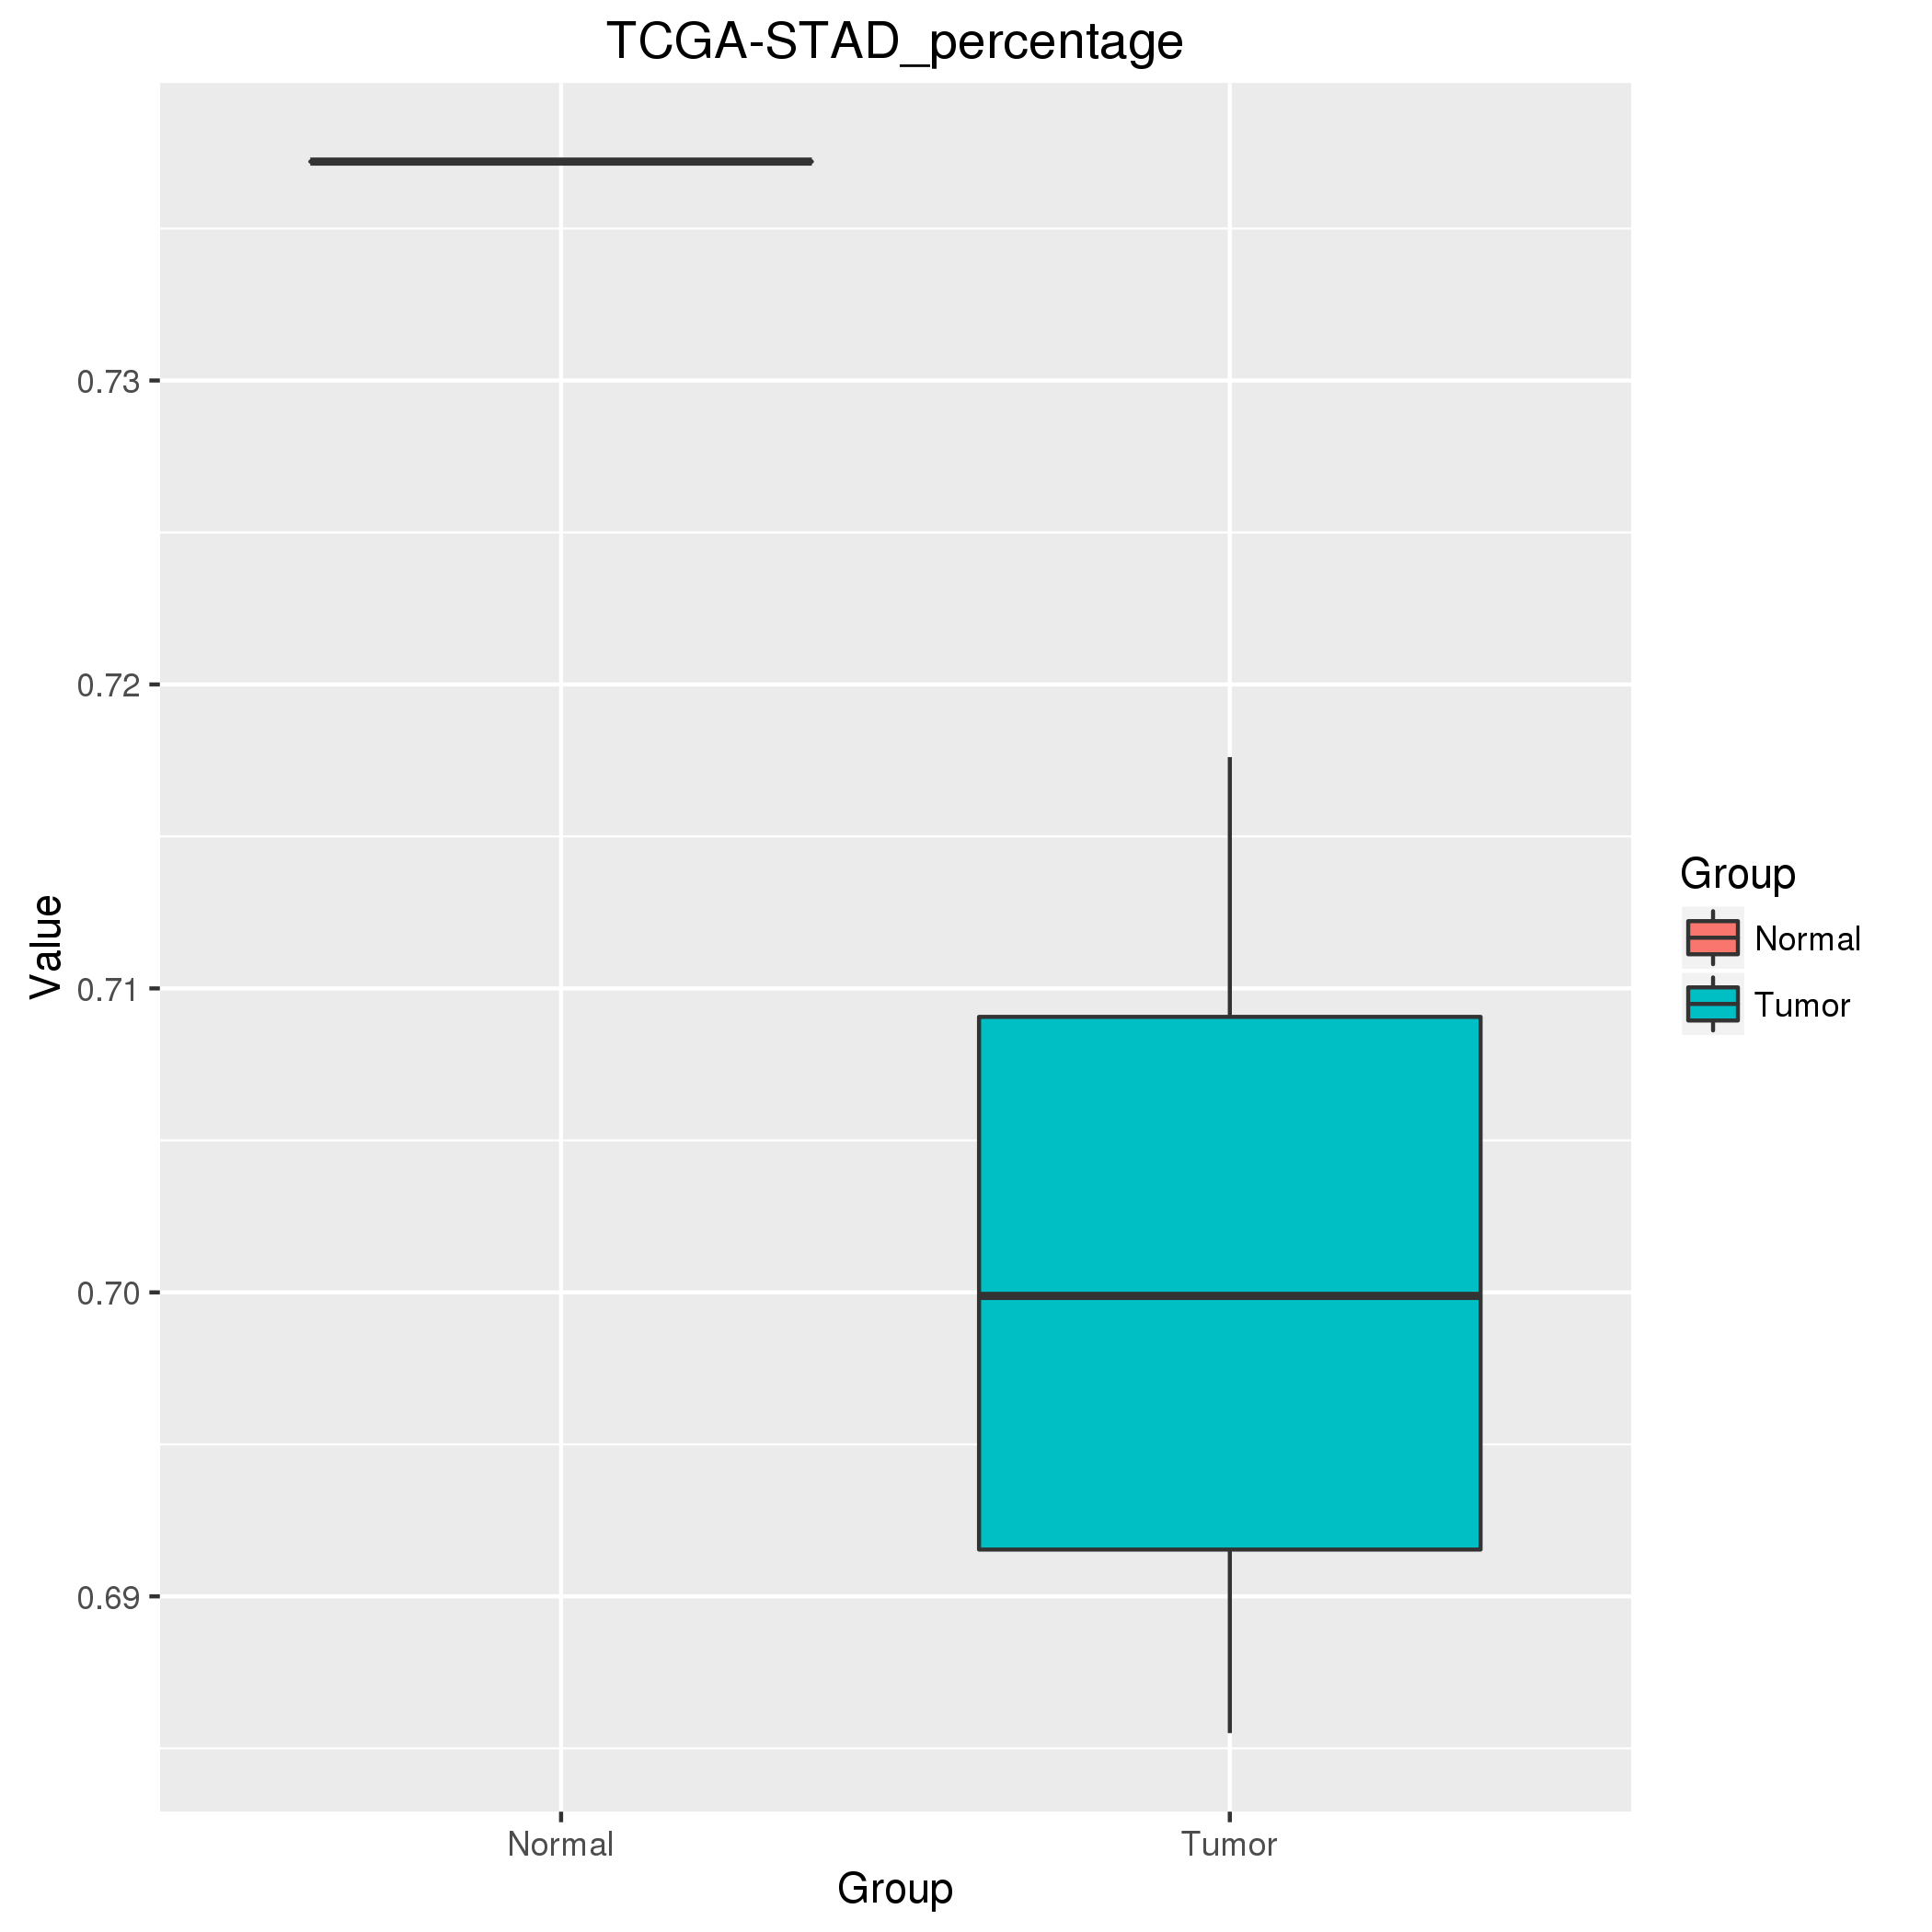 TCGA-STAD_percentage
Value
0.73
0.72
0.71
0.70
0.69
Normal
Tumor
Group
Group
Normal
Tumor